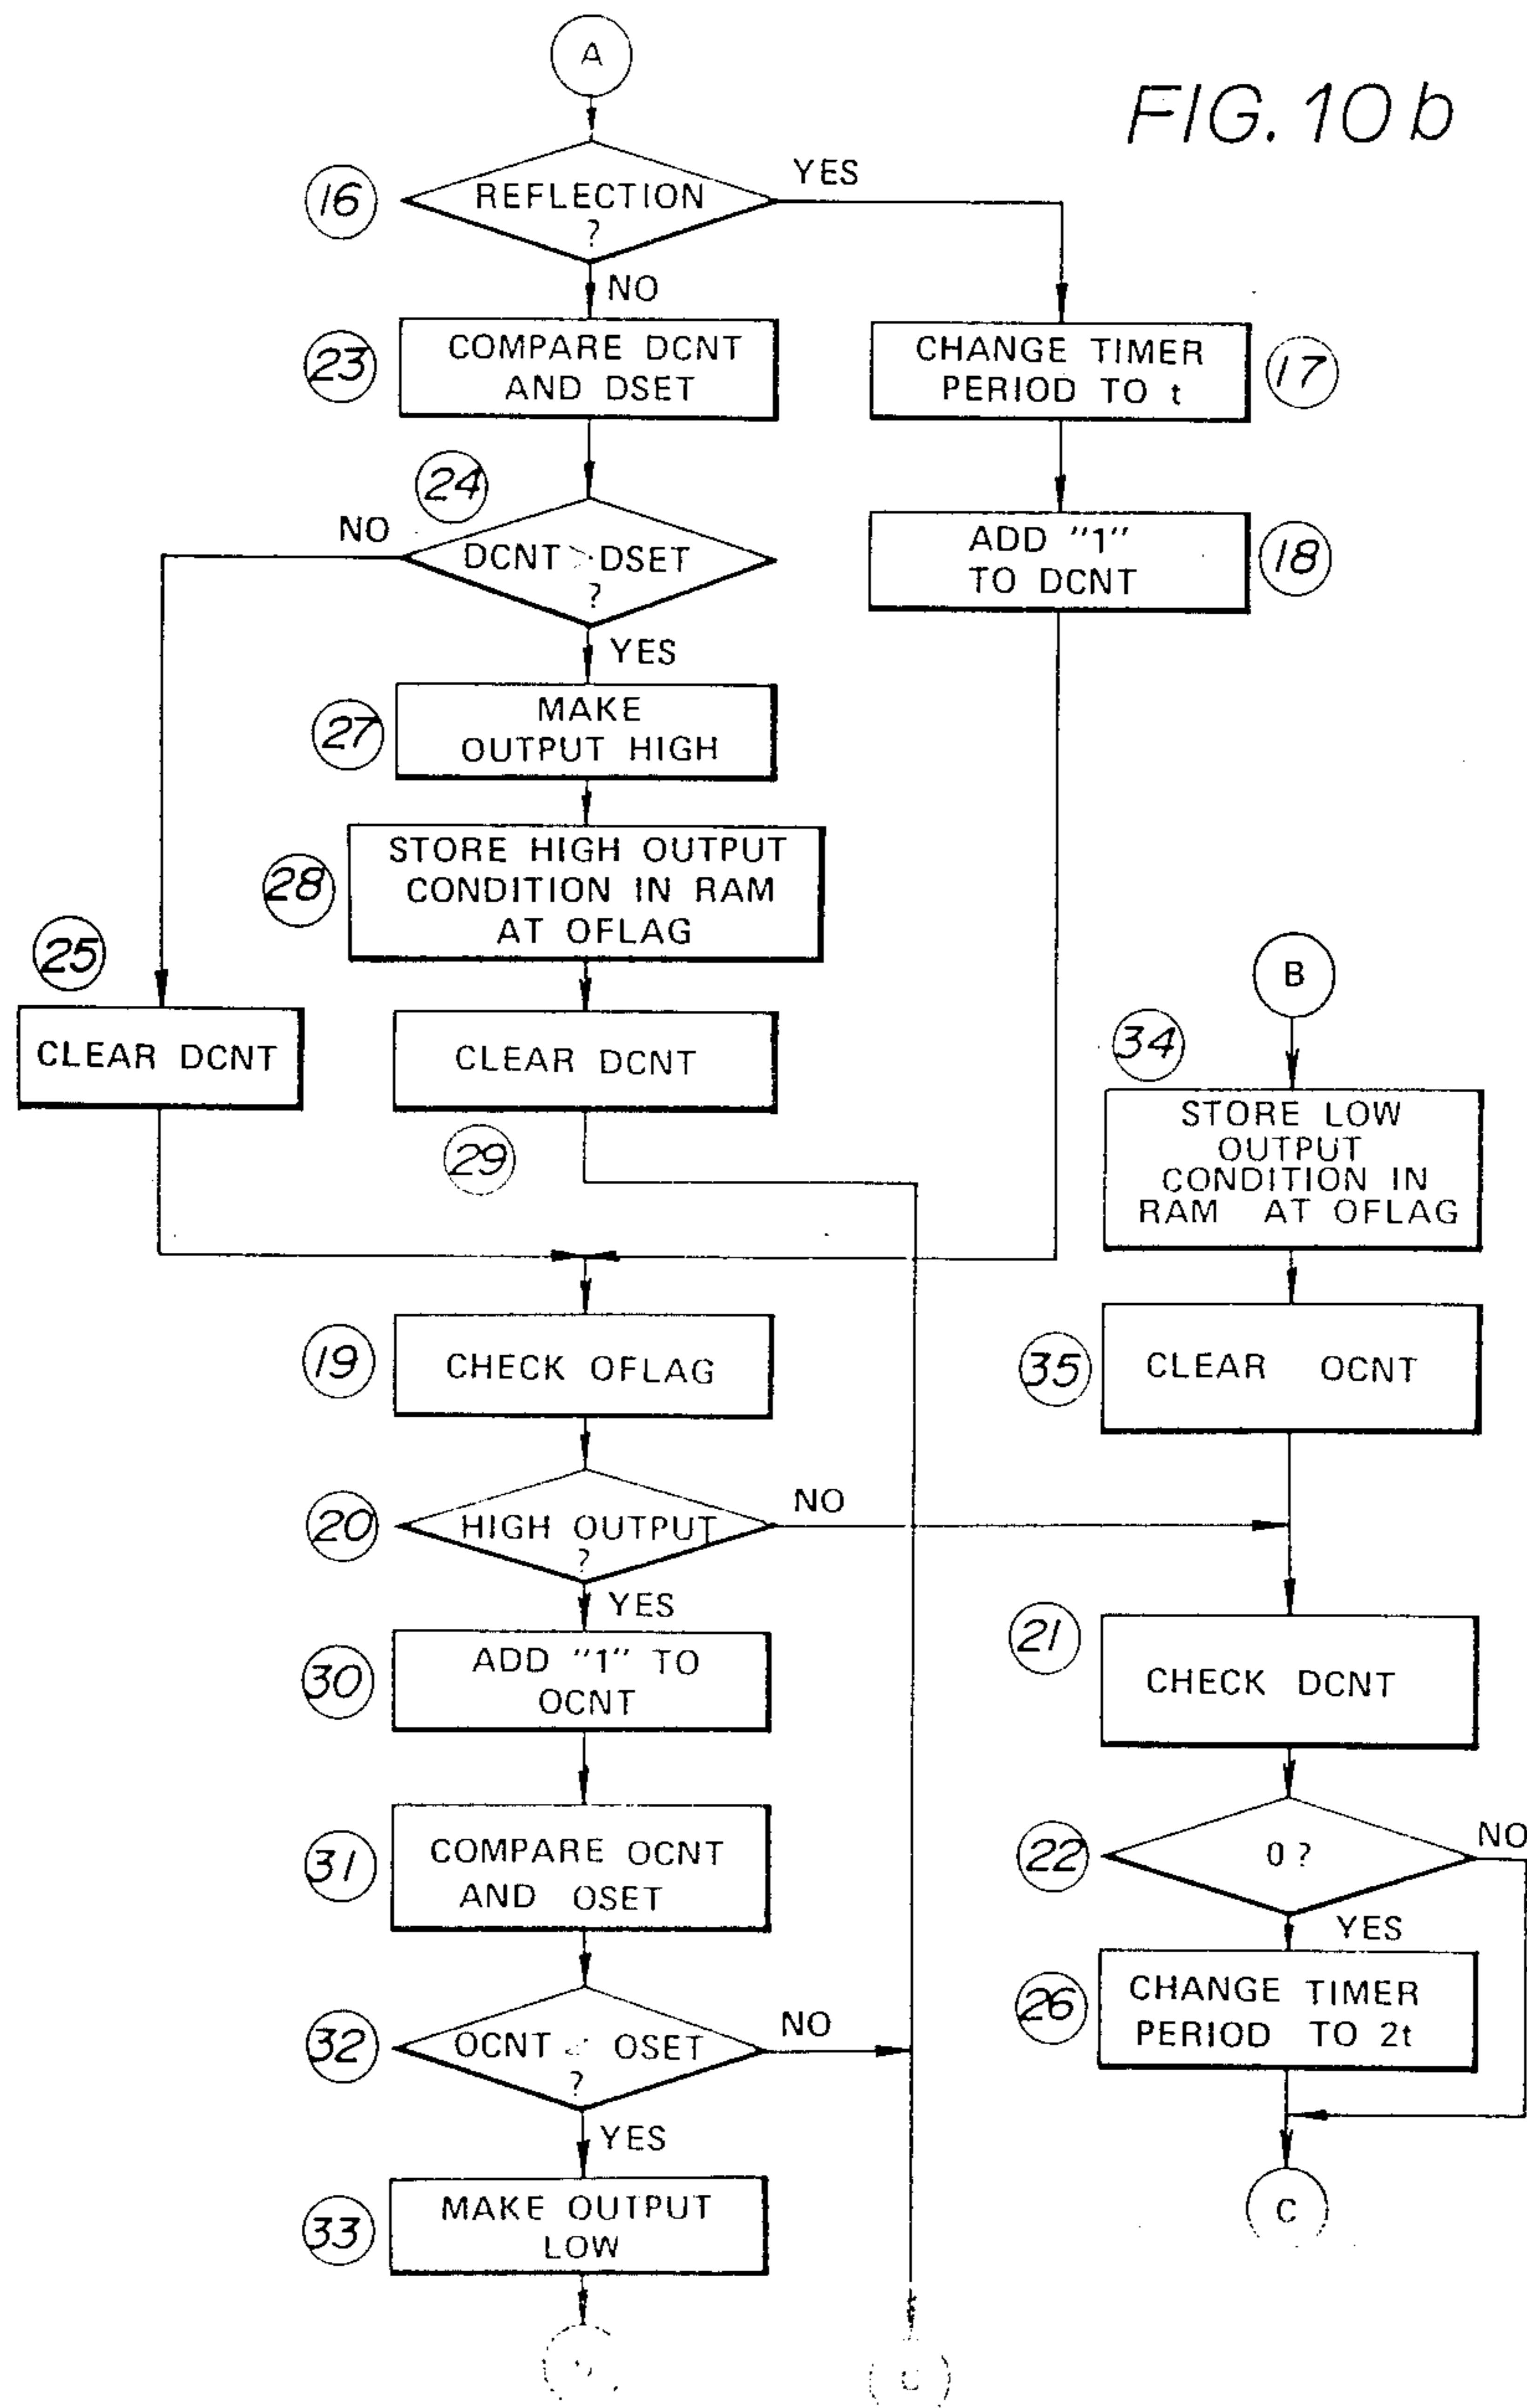 A
FIG. 10 b
16
REFLECTION
?
YES
NO
23
COMPARE DCNT
AND DSET
CHANGE TIMER
PERIOD TO t
17
24
NO
DCNT > DSET
?
YES
ADD "1"
TO DCNT
18
27
MAKE
OUTPUT HIGH
28
STORE HIGH OUTPUT
CONDITION IN RAM
AT OFLAG
25
CLEAR DCNT
CLEAR DCNT
29
B
34
STORE LOW
OUTPUT
CONDITION IN
RAM AT OFLAG
19
CHECK OFLAG
35
CLEAR OCNT
20
HIGH OUTPUT
?
NO
YES
30
ADD "1" TO
OCNT
21
CHECK DCNT
31
COMPARE OCNT
AND OSET
22
0 ?
NO
YES
26
CHANGE TIMER
PERIOD TO 2t
32
OCNT < OSET
?
NO
YES
33
MAKE OUTPUT
LOW
C